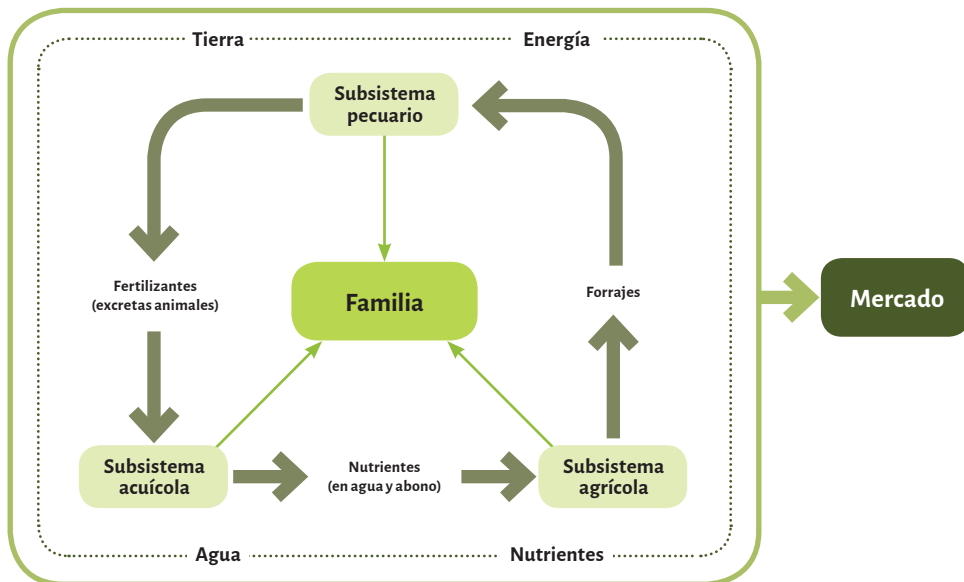 Tierra
Energía
Subsistema
pecuario
Fertilizantes
(excretas animales)
Familia
Forrajes
Mercado
Subsistema
acuícola
Nutrientes
(en agua y abono)
Subsistema
agrícola
Agua
Nutrientes